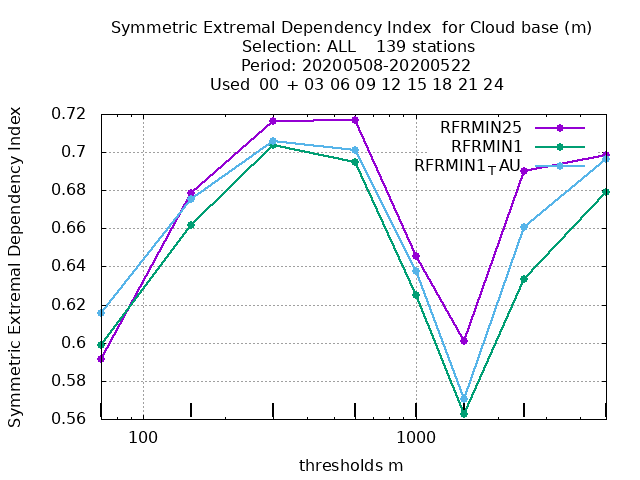 Symmetric Extremal Dependency Index  for Cloud base (m)
Selection: ALL    139 stations
Period: 20200508-20200522
Used  00 + 03 06 09 12 15 18 21 24
Symmetric Extremal Dependency Index
0.72
0.7
0.68
0.66
0.64
0.62
0.6
0.58
0.56
RFRMIN25
RFRMIN1
RFRMIN1TAU
100
1000
thresholds m